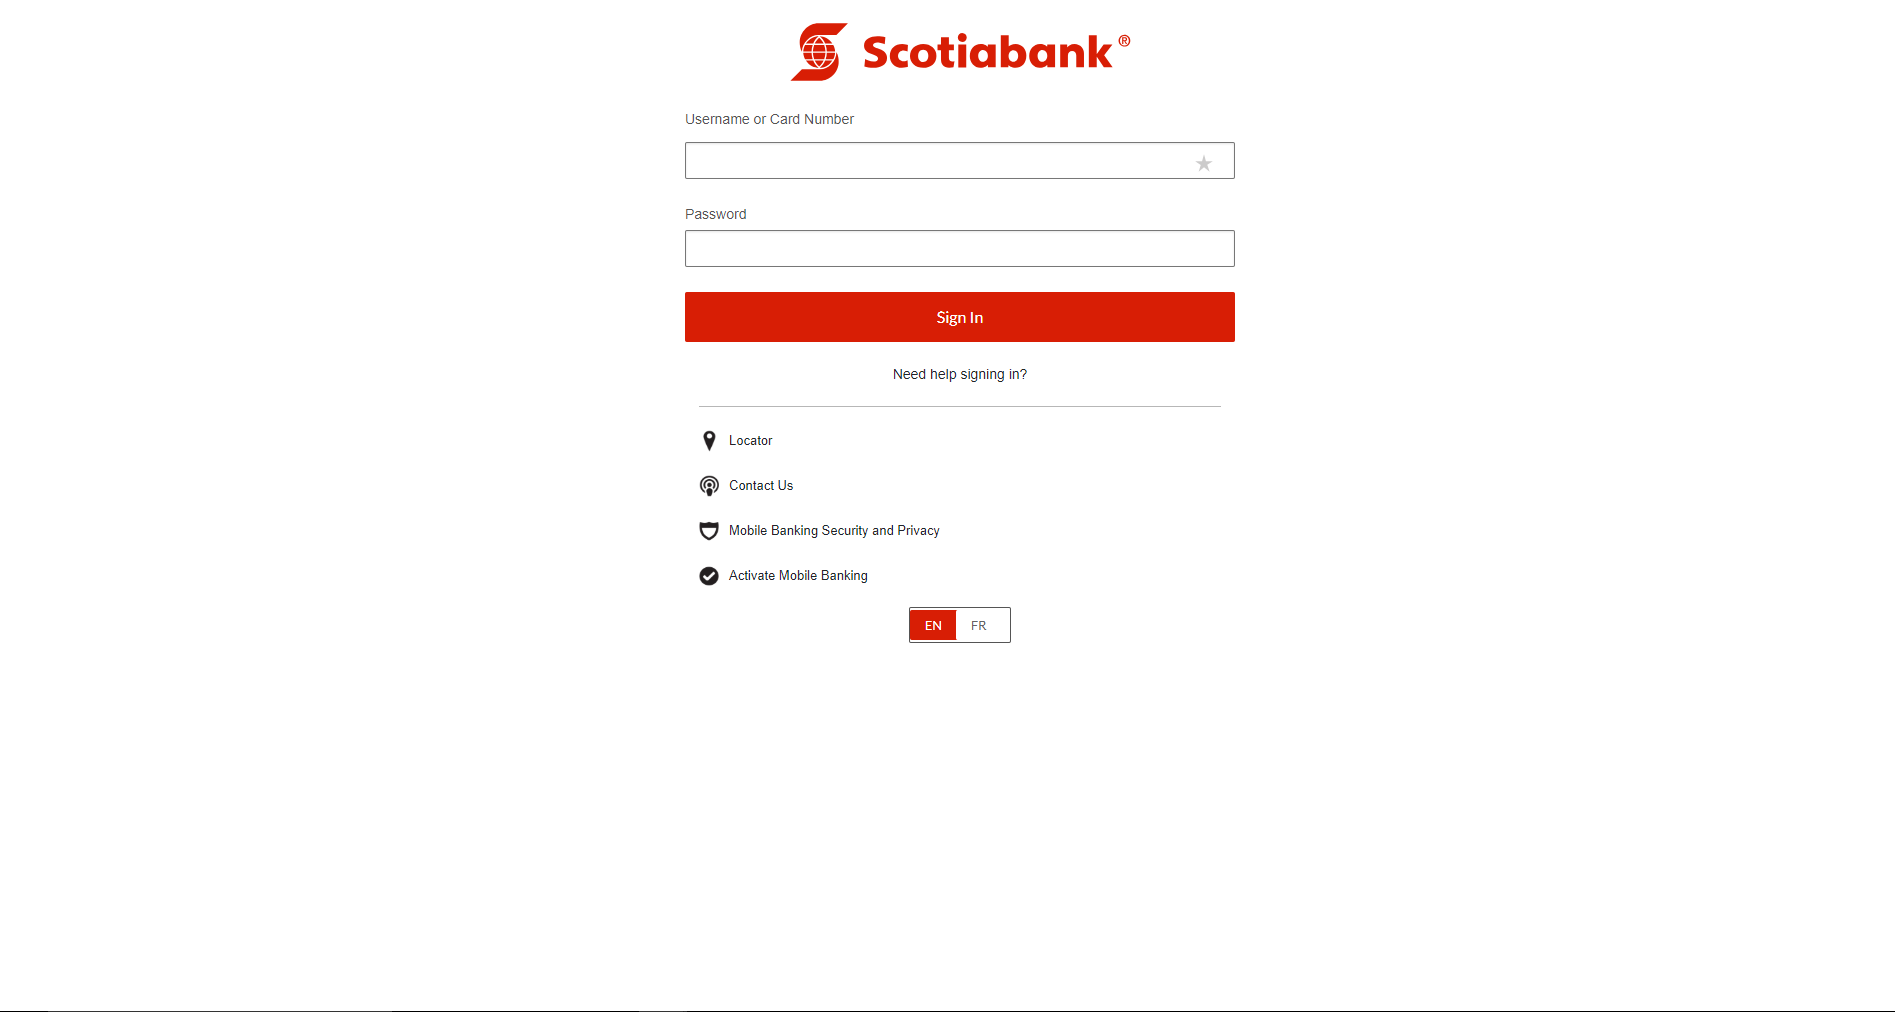 Scotiabank®
Username or Card Number
Password
Sign In
Need help signing in?
Locator
Contact Us
Mobile Banking Security and Privacy
Activate Mobile Banking
EN FR